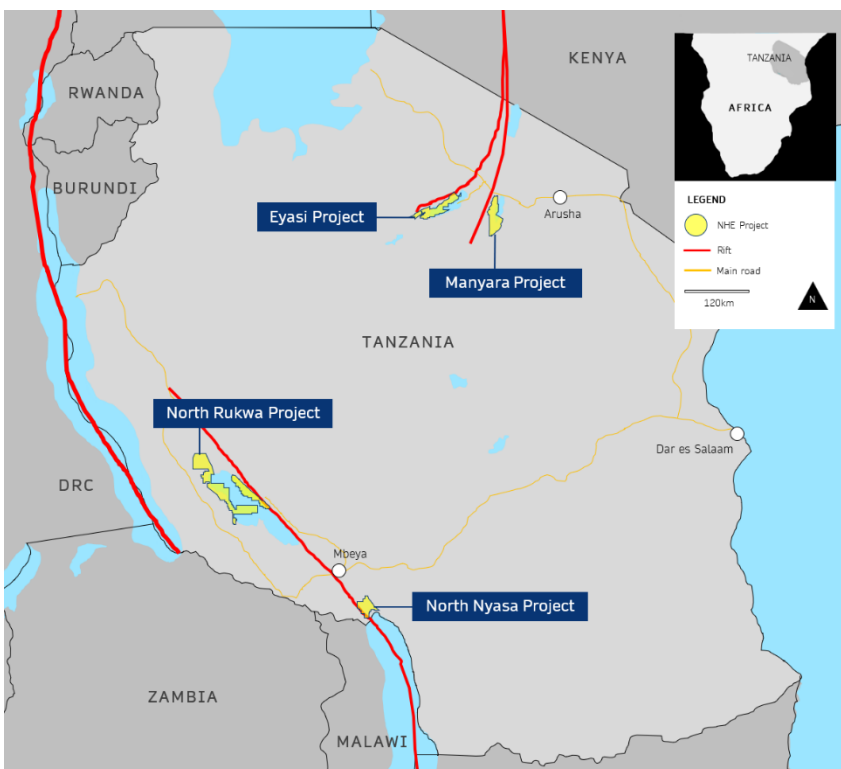 KENYA
TANZANIA
AFRICA
RWANDA
BURUNDI
LEGEND
NHE Project
Rift
Main road
120km
N
Eyasi Project
Arusha
Manyara Project
TANZANIA
North Rukwa Project
Dar es Salaam
DRC
Mbeya
North Nyasa Project
ZAMBIA
MALAWI